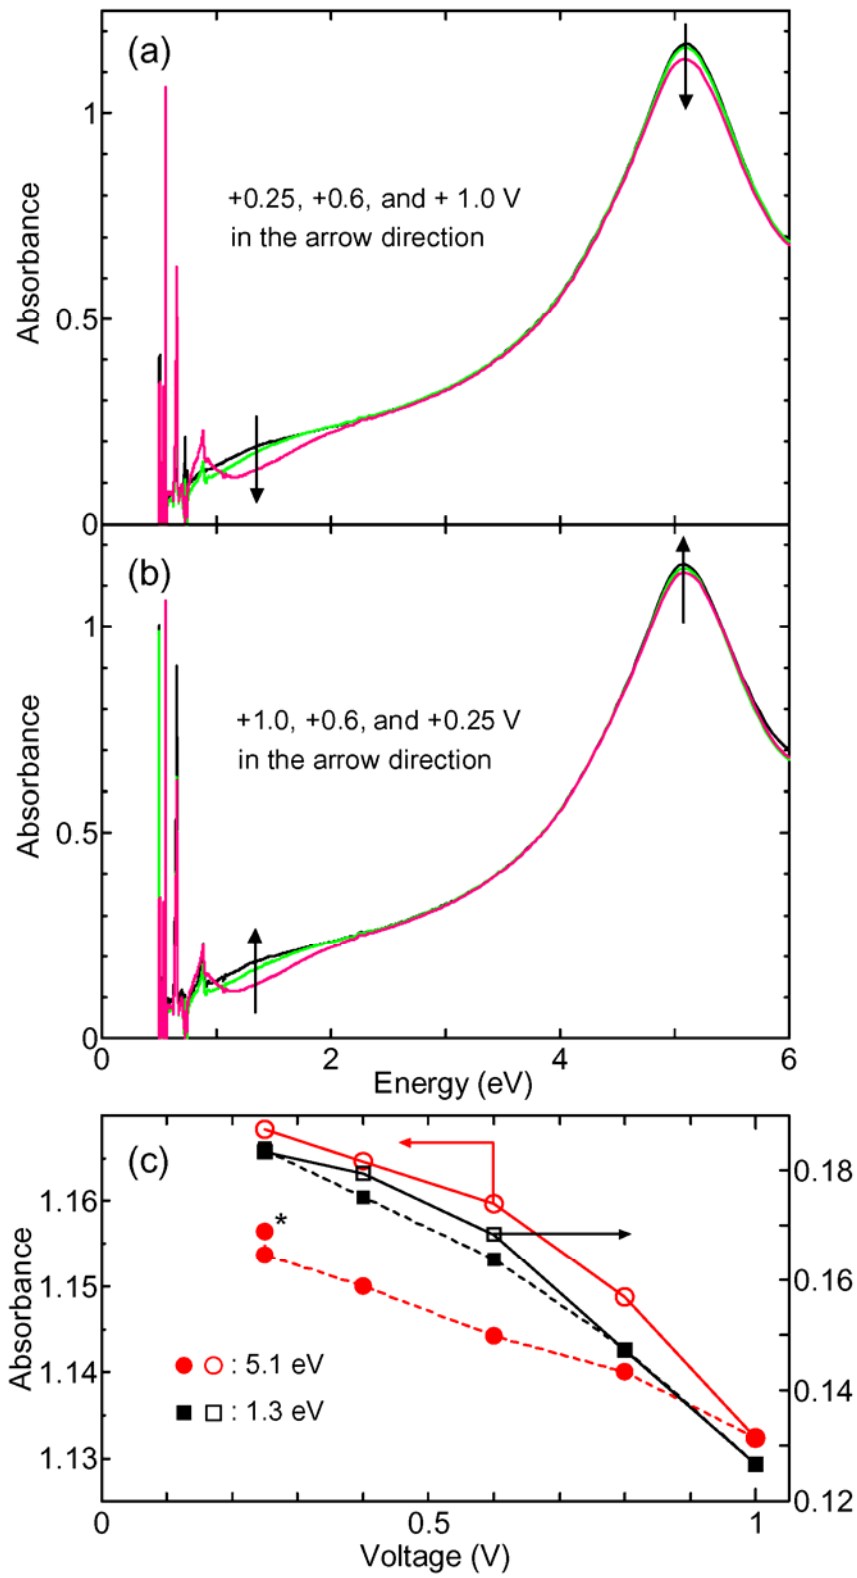 (a)
Absorbance
1
0.5
0
+0.25, +0.6, and + 1.0 V
in the arrow direction
(b)
Absorbance
1
0.5
0
+1.0, +0.6, and +0.25 V
in the arrow direction
0 2 4 6
Energy (eV)
(c)
Absorbance
1.16
1.15
1.14
1.13
*
: 5.1 eV
: 1.3 eV
0.18
0.16
0.14
0.12
0 0.5 1
Voltage (V)